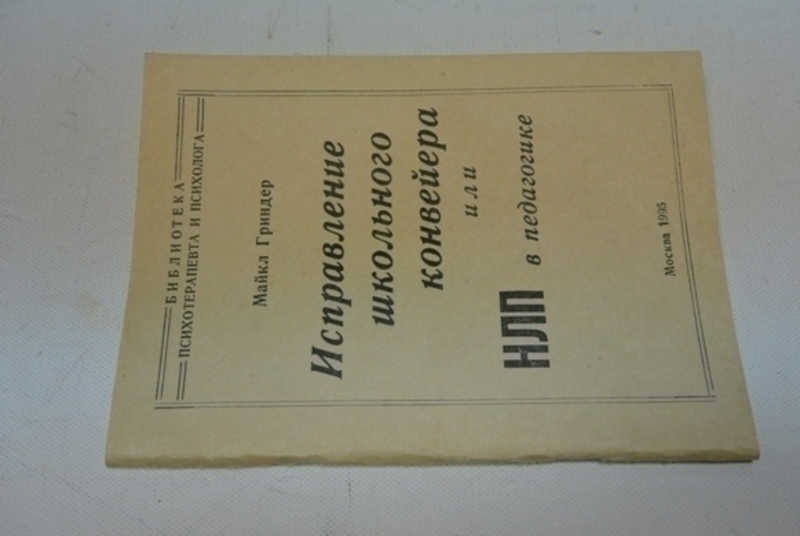 БИБЛИОТЕКА
ПСИХОТЕРАПЕВТА И ПСИХОЛОГА
Майкл Гриндер
Исправление
школьного
конвейера
или
НЛП в педагогике
Москва 1995